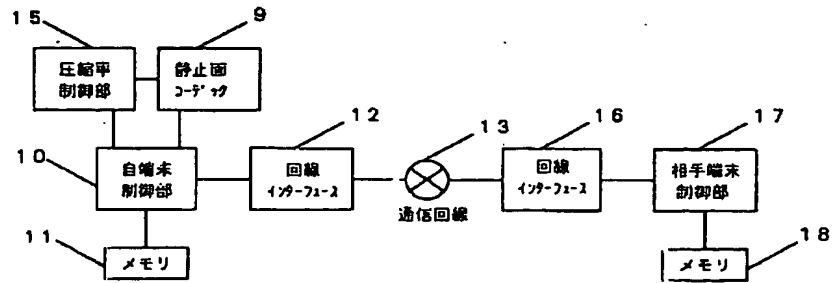 15
9
圧縮率
制御部
静止画
コーデック
12
13
16
17
10
自端末
制御部
回線
インターフェース
通信回線
回線
インターフェース
相手端末
制御部
11
メモリ
メモリ
18